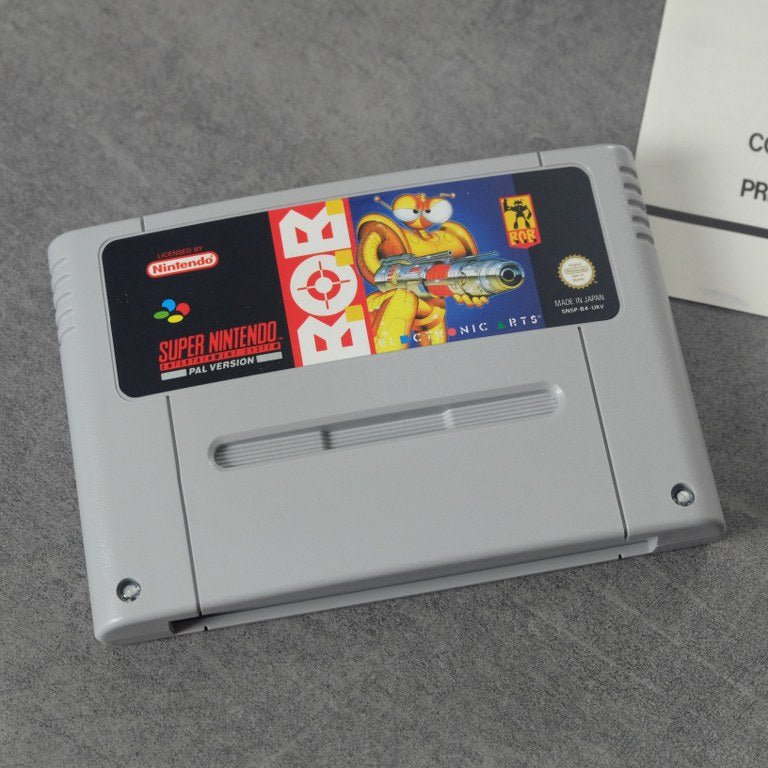 LICENSED BY
Nintendo
SUPER NINTENDO
ENTERTAINMENT SYSTEM
PAL VERSION
B.O.B.
ELECTRONIC ARTS
B.O.B
Nintendo
MADE IN JAPAN
SNSP-B4-UKV
CO
PR